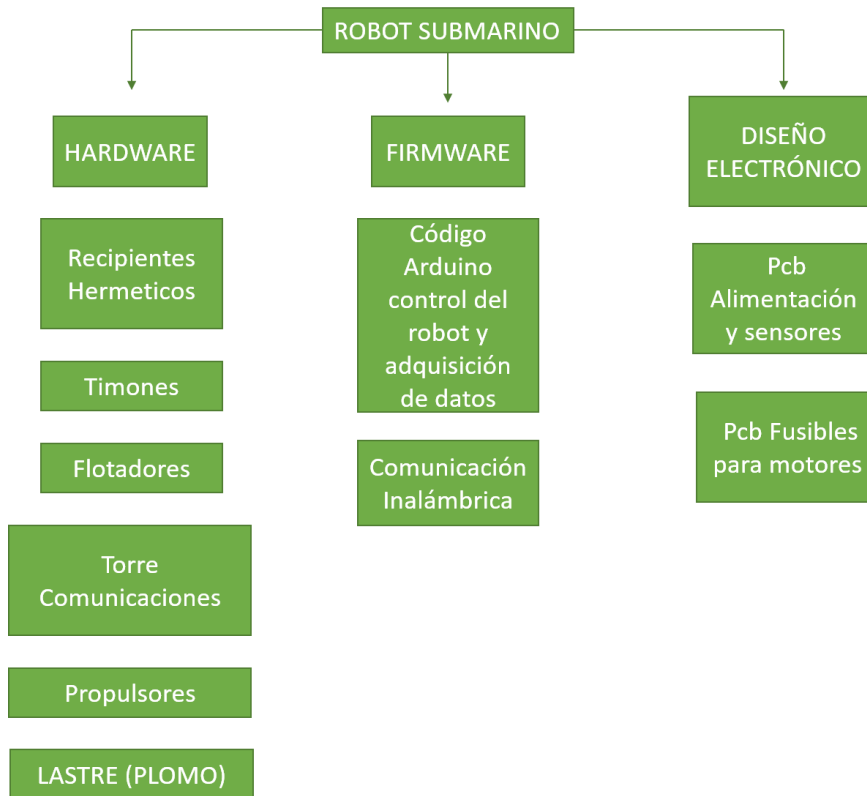 ROBOT SUBMARINO
HARDWARE
Recipientes
Hermeticos
Timones
Flotadores
Torre
Comunicaciones
Propulsores
LASTRE (PLOMO)
FIRMWARE
Código
Arduino
control del
robot y
adquisición
de datos
Comunicación
Inalámbrica
DISEÑO
ELECTRÓNICO
Pcb
Alimentación
y sensores
Pcb Fusibles
para motores